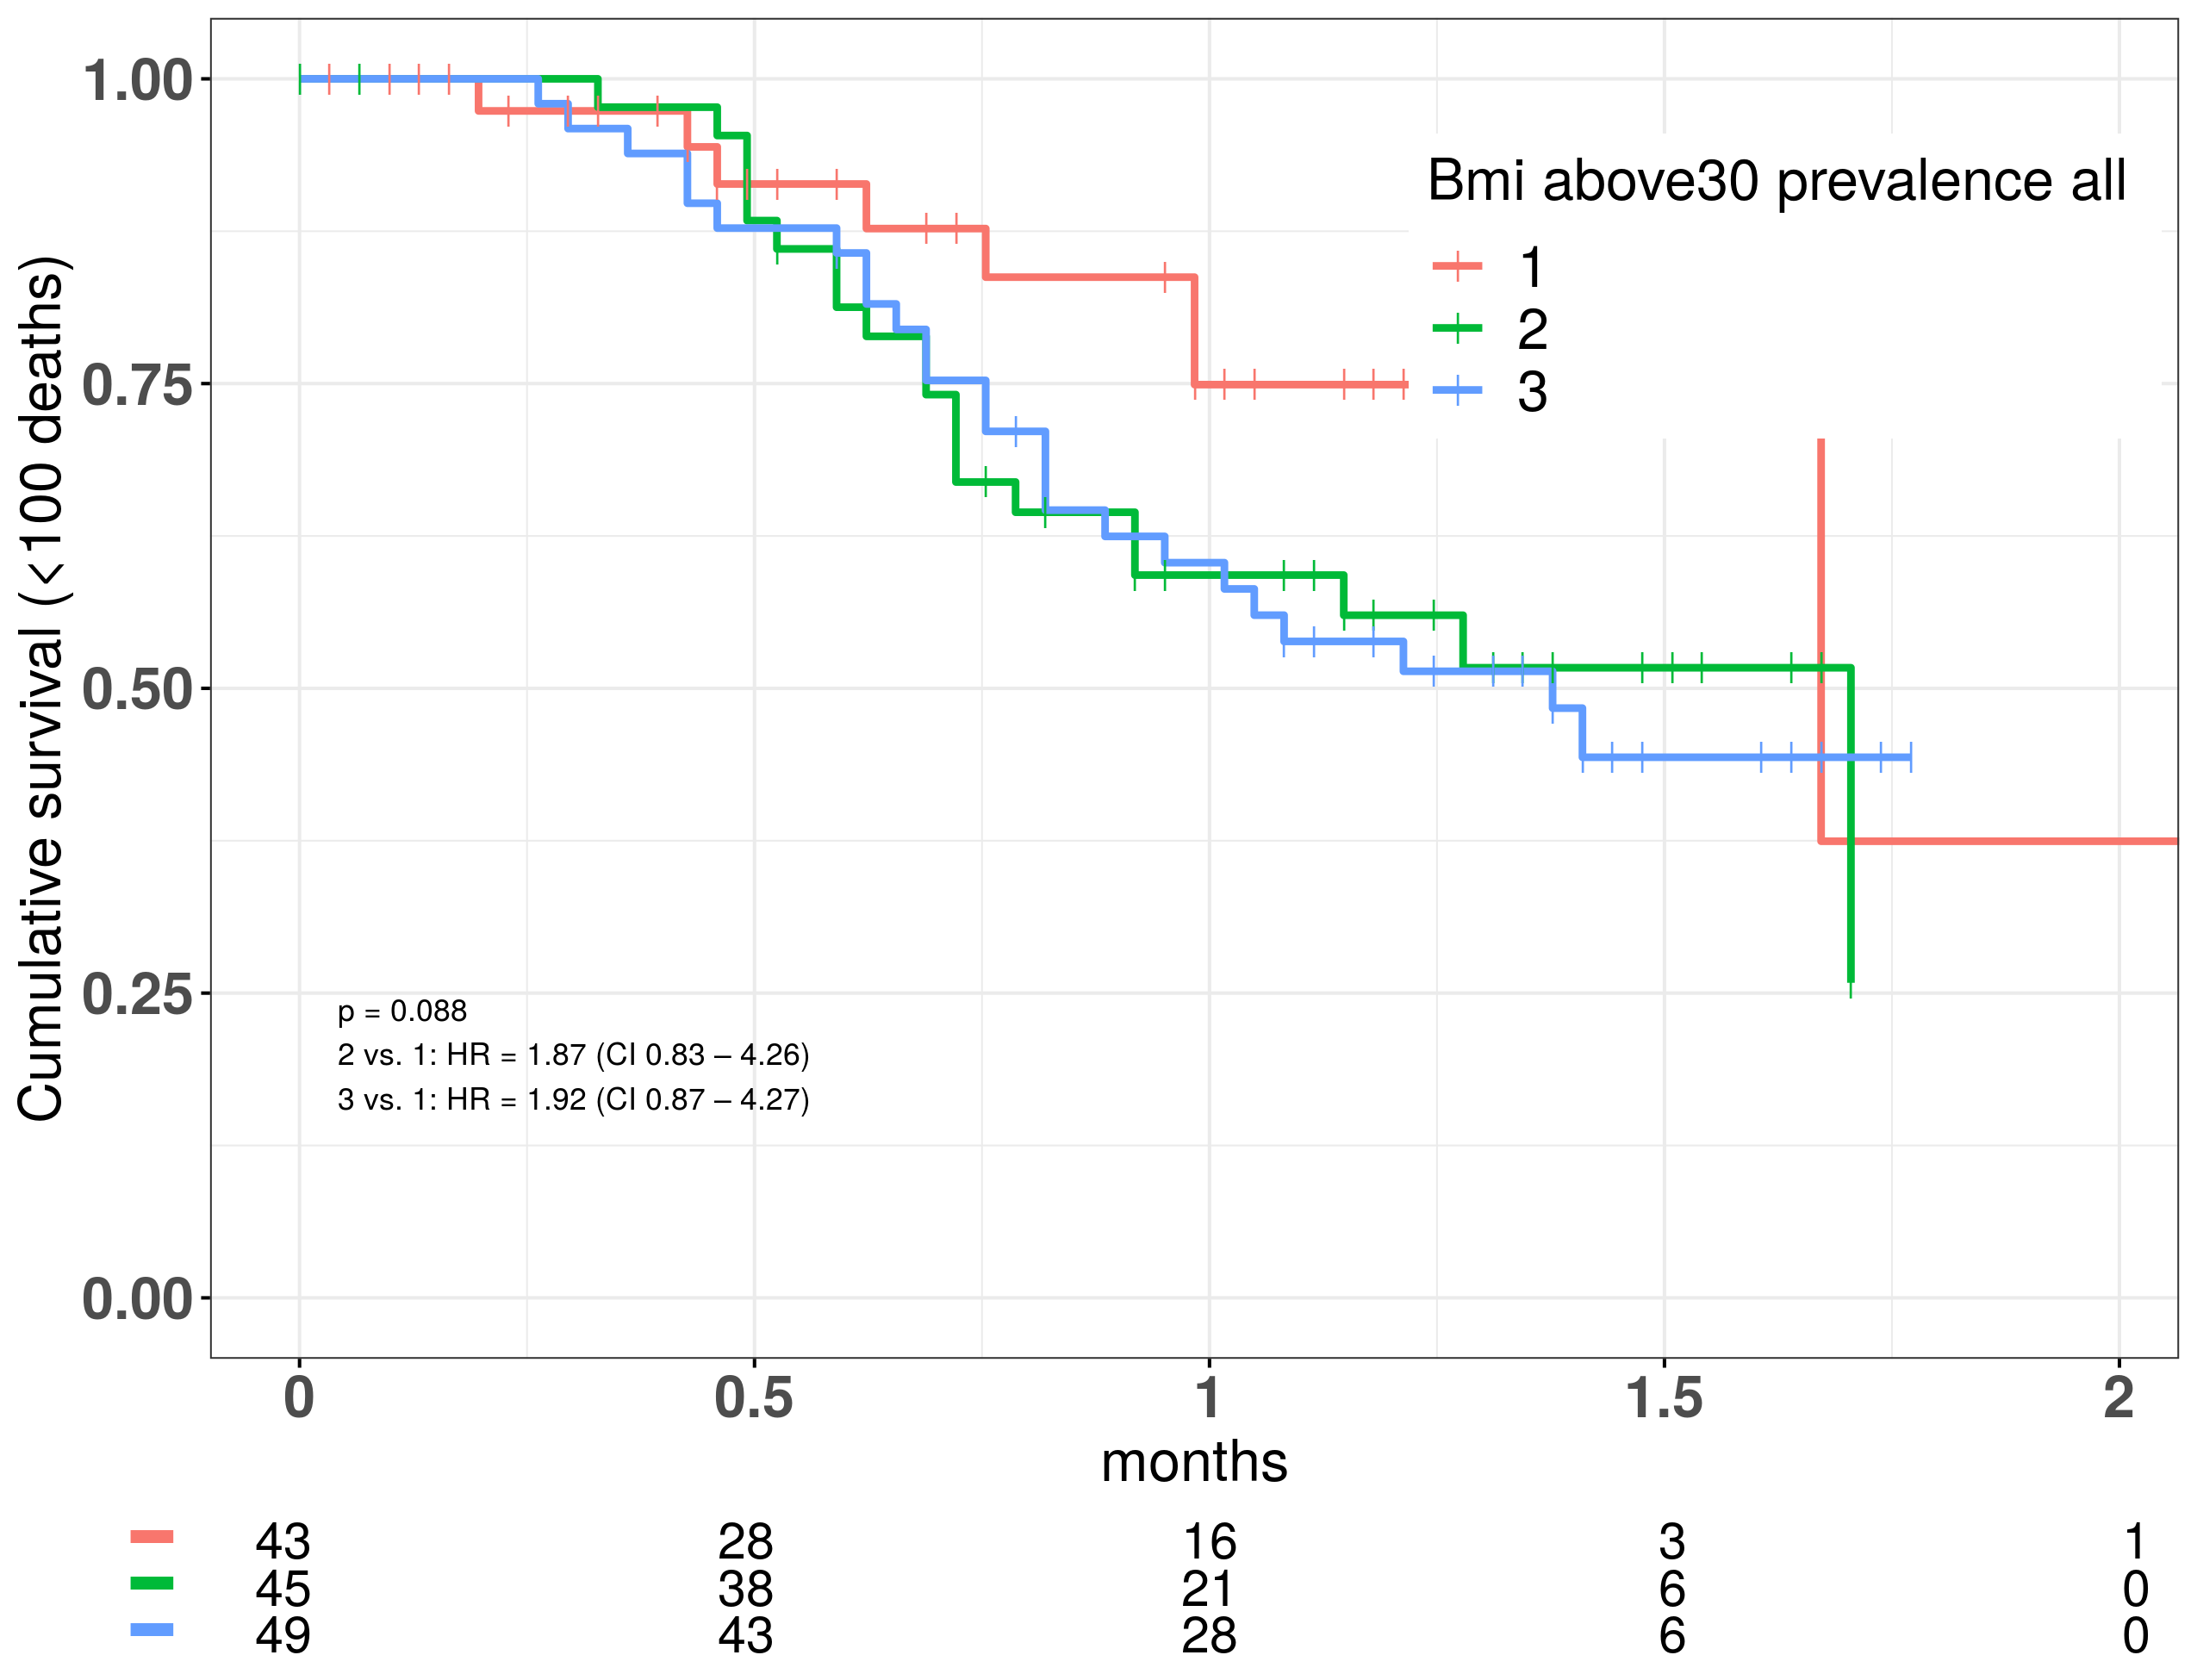 Cumulative survival (<100 deaths)
1.00
0.75
0.50
0.25
0.00
Bmi above30 prevalence all
1
2
3
p = 0.088
2 vs. 1: HR = 1.87 (CI 0.83 – 4.26)
3 vs. 1: HR = 1.92 (CI 0.87 – 4.27)
0 0.5 1 1.5 2
months
43 28 16 3 1
45 38 21 6 0
49 43 28 6 0